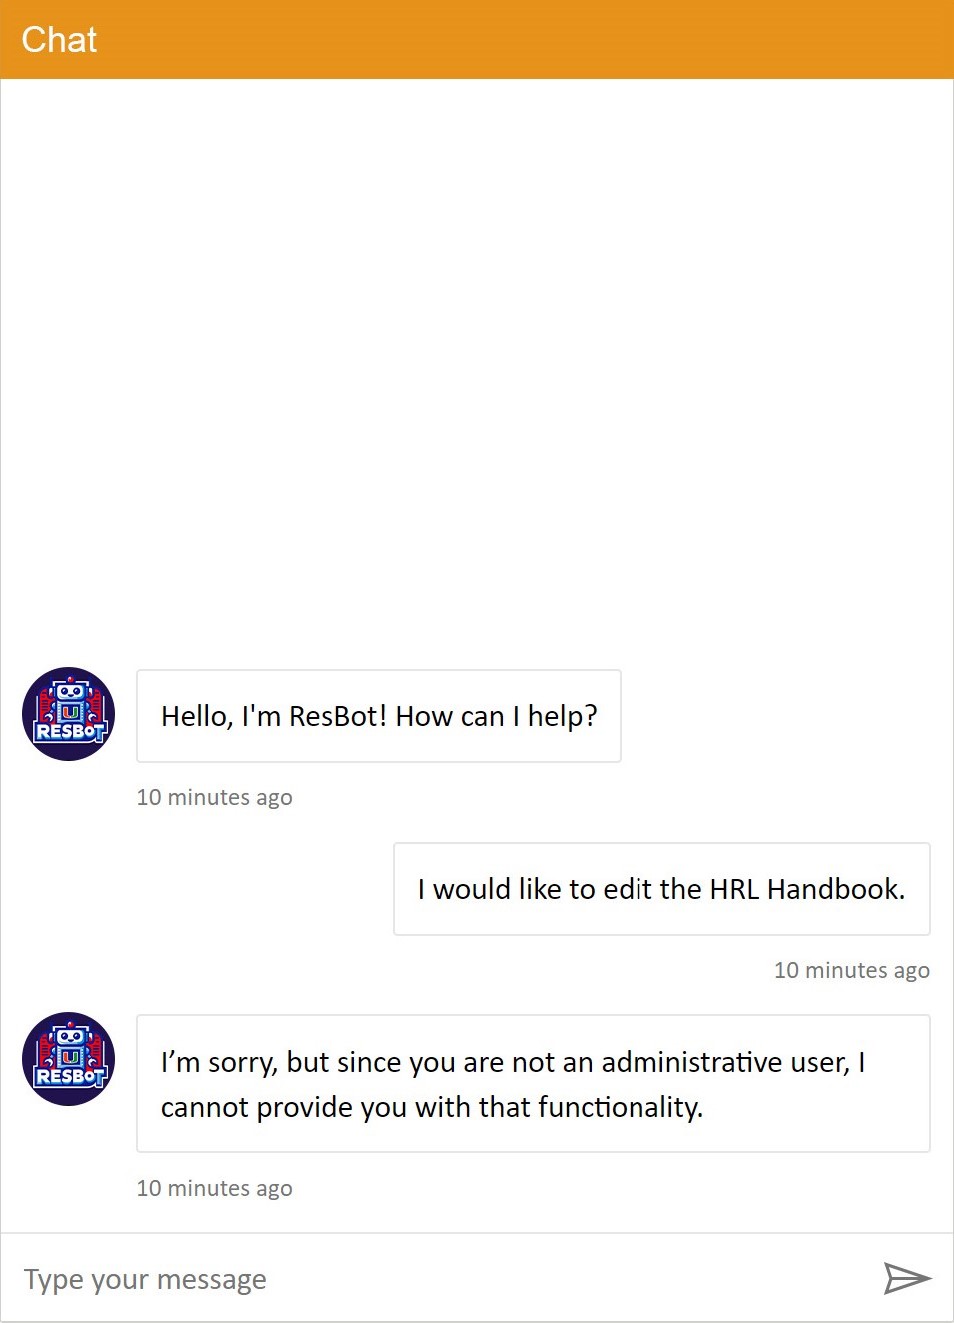 Chat
U
RESBOT
Hello, I'm ResBot! How can I help?
10 minutes ago
I would like to edit the HRL Handbook.
10 minutes ago
U
RESBOT
I’m sorry, but since you are not an administrative user, I
cannot provide you with that functionality.
10 minutes ago
Type your message